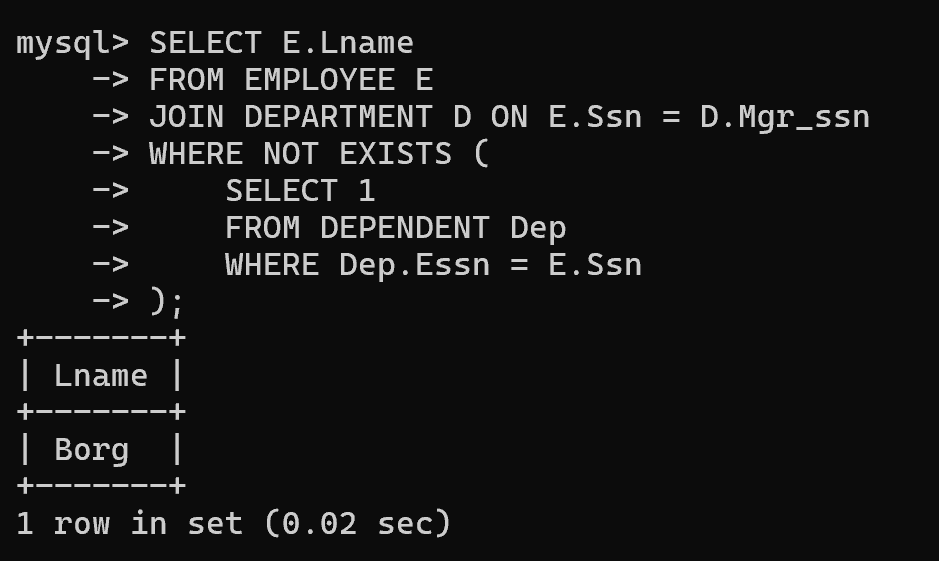 mysql> SELECT E.Lname
    -> FROM EMPLOYEE E
    -> JOIN DEPARTMENT D ON E.Ssn = D.Mgr_ssn
    -> WHERE NOT EXISTS (
    ->     SELECT 1
    ->     FROM DEPENDENT Dep
    ->     WHERE Dep.Essn = E.Ssn
    -> );
+-------+
| Lname |
+-------+
| Borg  |
+-------+
1 row in set (0.02 sec)